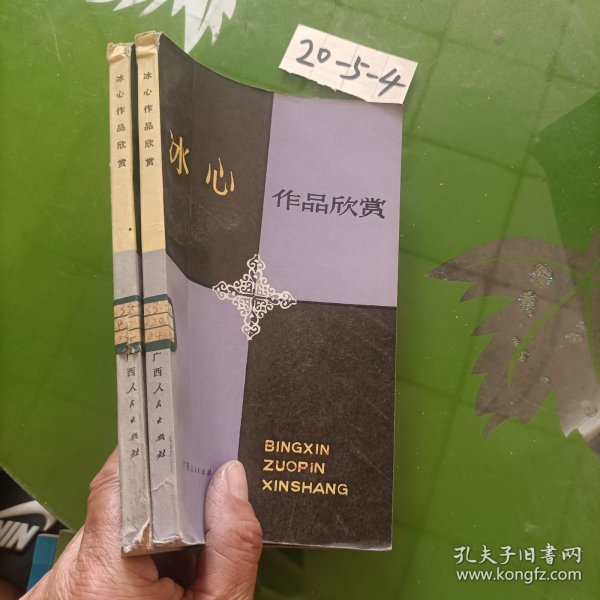 20-5-4
冰心作品欣赏
广西人民出版社
冰心作品欣赏
广西人民出版社
冰心
作品欣赏
BINGXIN
ZUOPIN
XINSHANG
孔夫子旧书网
www.kongfz.com